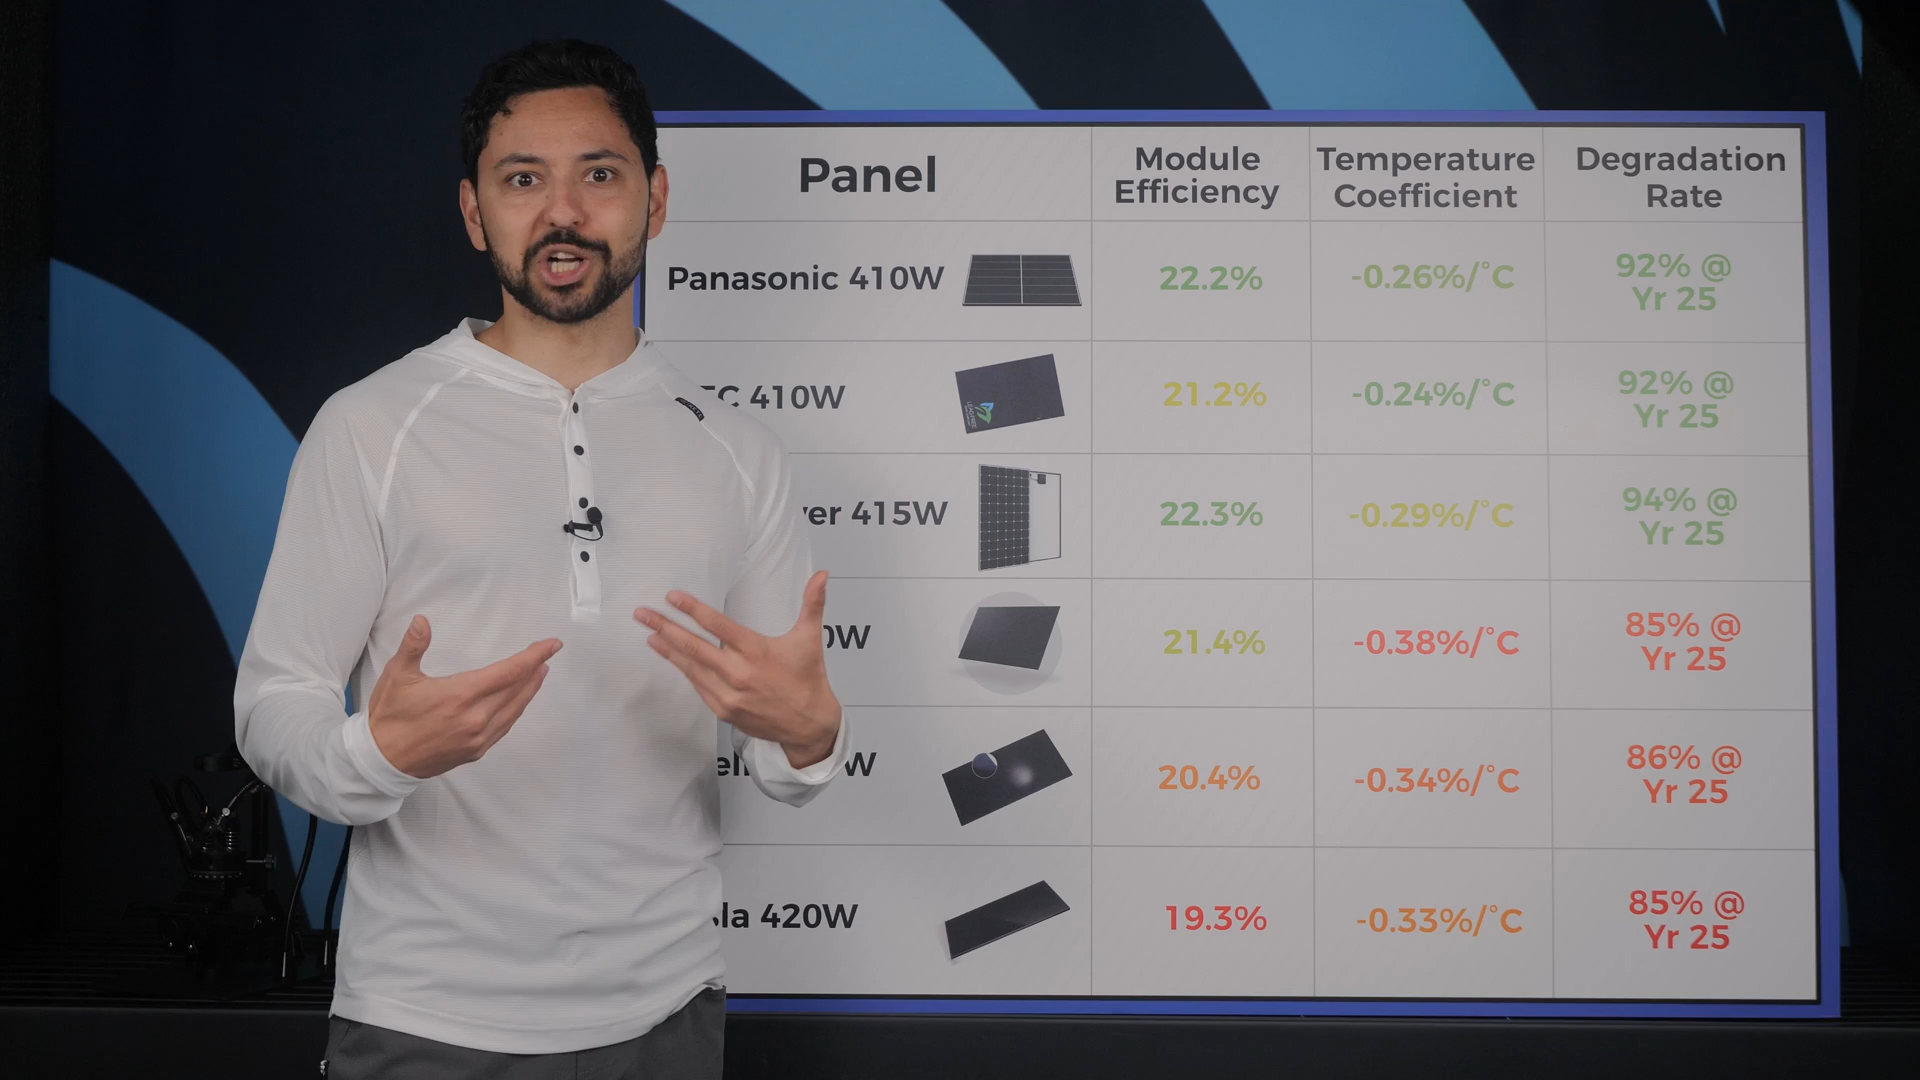 Panel
Module
Efficiency
Temperature
Coefficient
Degradation
Rate
Panasonic 410W
22.2%
-0.26%/°C
92% @
Yr 25
410W
21.2%
-0.24%/°C
92% @
Yr 25
415W
22.3%
-0.29%/°C
94% @
Yr 25
21.4%
-0.38%/°C
85% @
Yr 25
20.4%
-0.34%/°C
86% @
Yr 25
420W
19.3%
-0.33%/°C
85% @
Yr 25